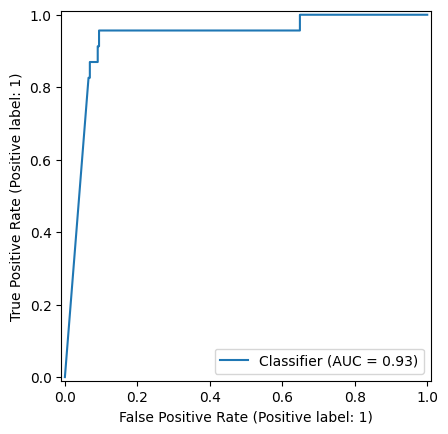 True Positive Rate (Positive label: 1)
1.0
0.8
0.6
0.4
0.2
0.0
Classifier (AUC = 0.93)
0.0 0.2 0.4 0.6 0.8 1.0
False Positive Rate (Positive label: 1)